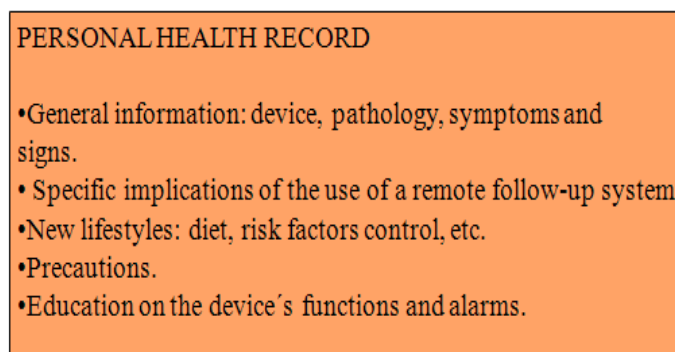 PERSONAL HEALTH RECORD
•General information: device, pathology, symptoms and
signs.
• Specific implications of the use of a remote follow-up system
•New lifestyles: diet, risk factors control, etc.
•Precautions.
•Education on the device´s functions and alarms.